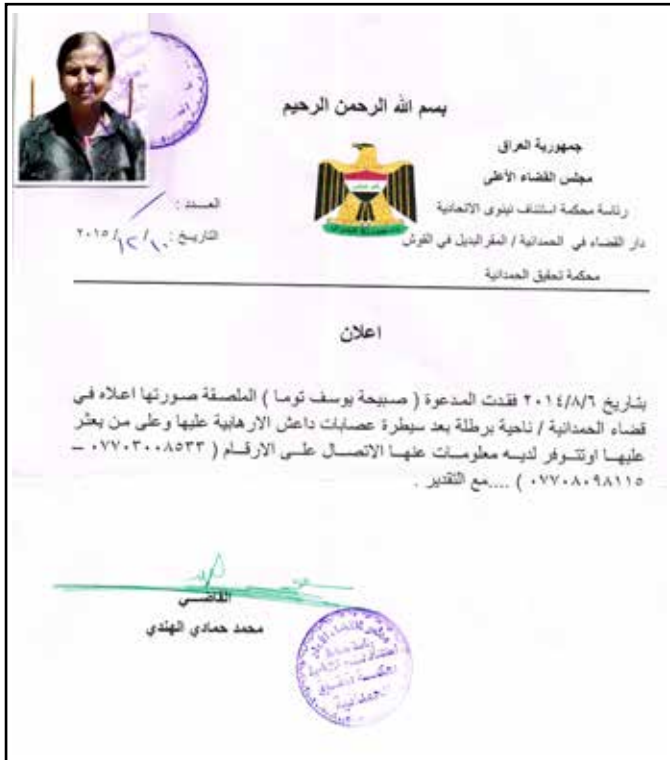 بسم الله الرحمن الرحيم
جمهورية العراق
مجلس القضاء الأعلى
رئاسة محكمة استئناف نينوى الاتحادية
دار القضاء في الحمدانية / المقر البديل في القوش
محكمة تحقيق الحمدانية
العـــدد : /
التاريـخ : ١٠ / ١٢ / ٢٠١٥
اعلان
بتاريخ ٢٠١٤/٨/٦ فقدت المدعوة ( صبيحة يوسف توما ) الملصقة صورتها اعلاه في
قضاء الحمدانية / ناحية برطلة بعد سيطرة عصابات داعش الارهابية عليها وعلى من يعثر
عليها اوتتوفر لديه معلومات عنها الاتصال على الارقام ( ٠٧٧٠٣٠٠٨٥٣٣ –
٠٧٧٠٨٠٩٨١١٥ ) ....مع التقدير .
القاضـــي
محمد حمادي الهندي